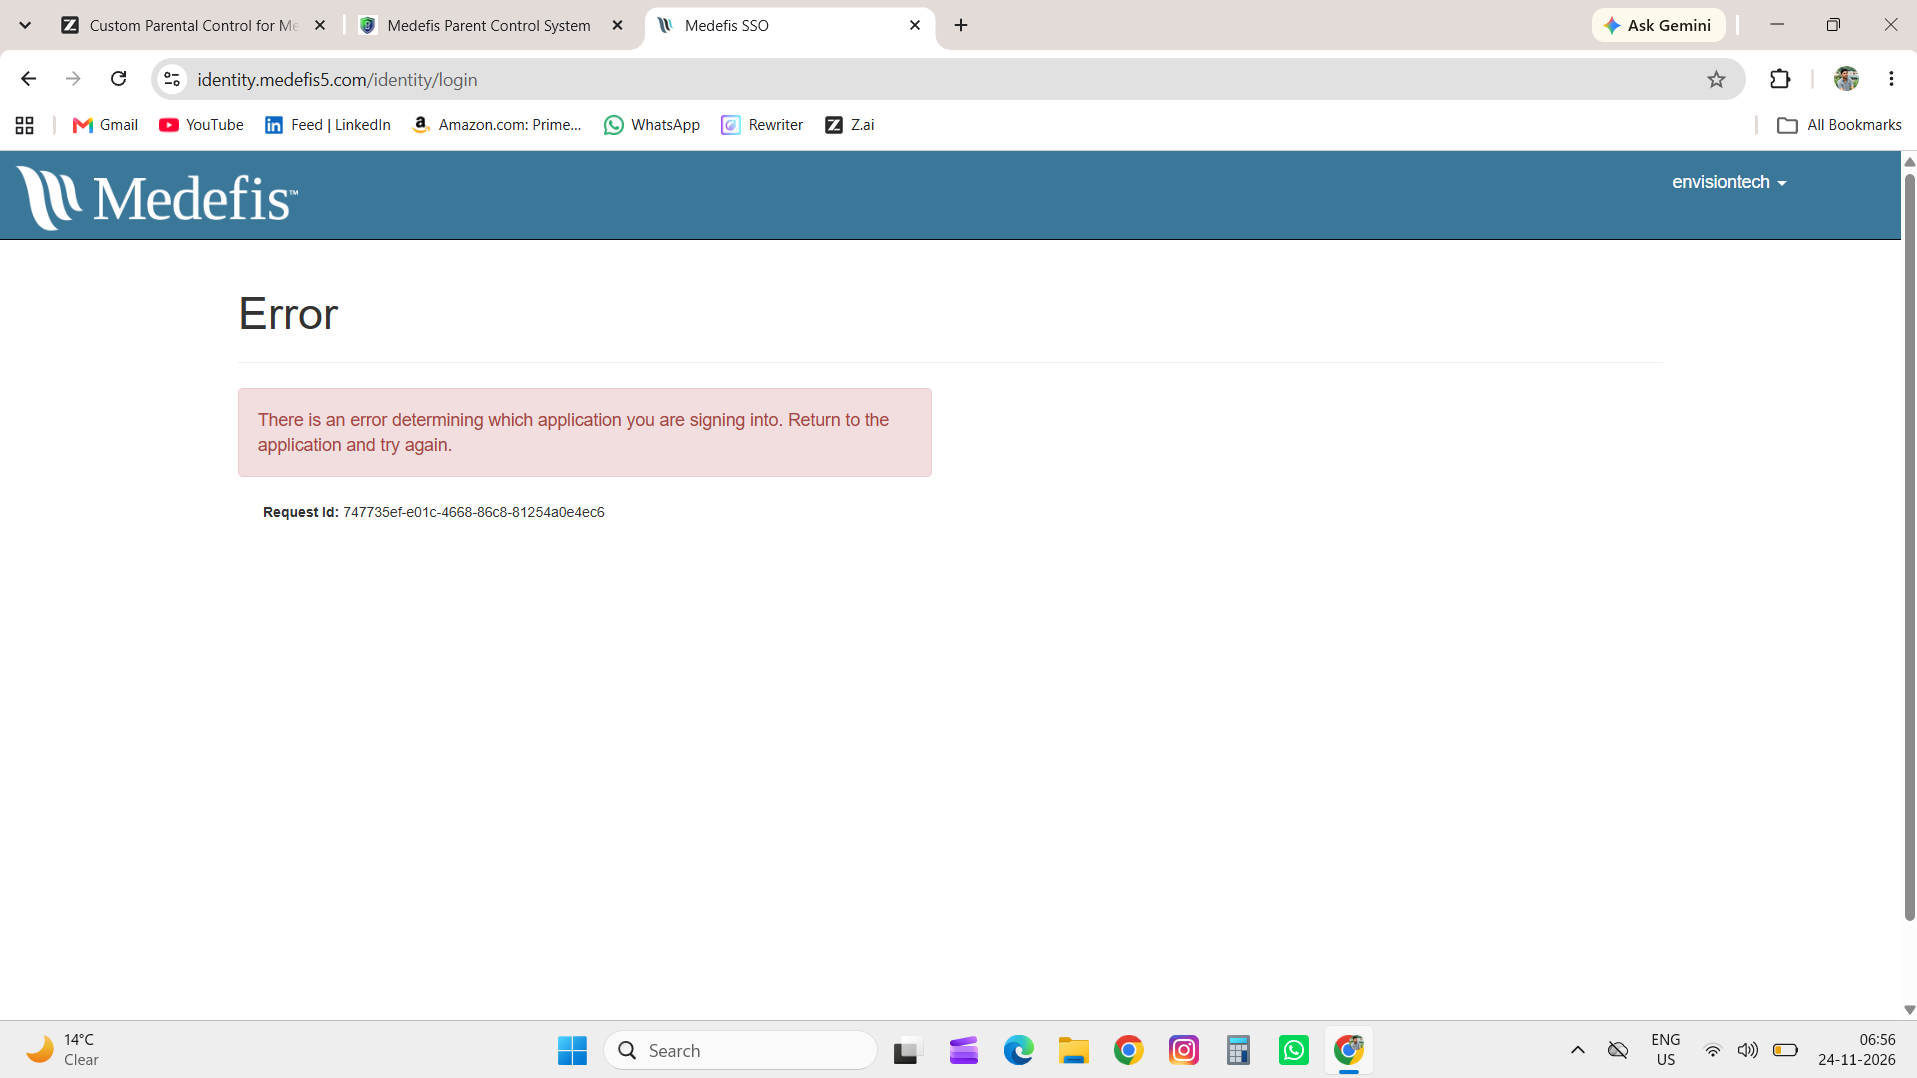 Custom Parental Control for Me
Medefis Parent Control System
Medefis SSO
Ask Gemini
identity.medefis5.com/identity/login
Gmail
YouTube
Feed | LinkedIn
Amazon.com: Prime...
WhatsApp
Rewriter
Z.ai
All Bookmarks
Medefis™
envisiontech
Error
There is an error determining which application you are signing into. Return to the
application and try again.
Request Id: 747735ef-e01c-4668-86c8-81254a0e4ec6
14°C
Clear
Search
ENG
US
06:56
24-11-2026